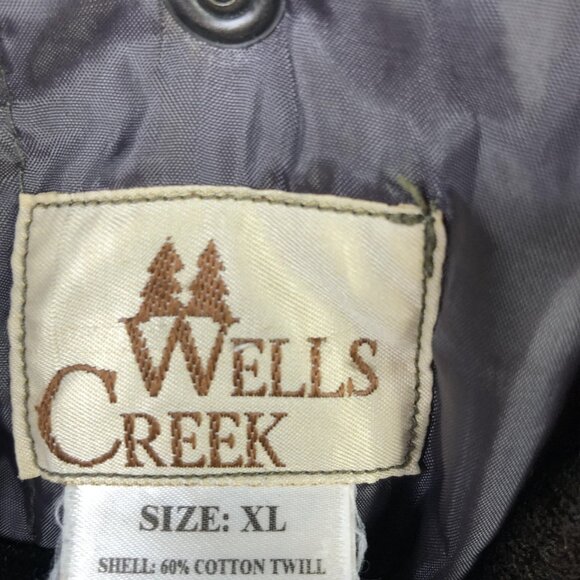 WELLS
CREEK
SIZE: XL
SHELL: 60% COTTON TWILL